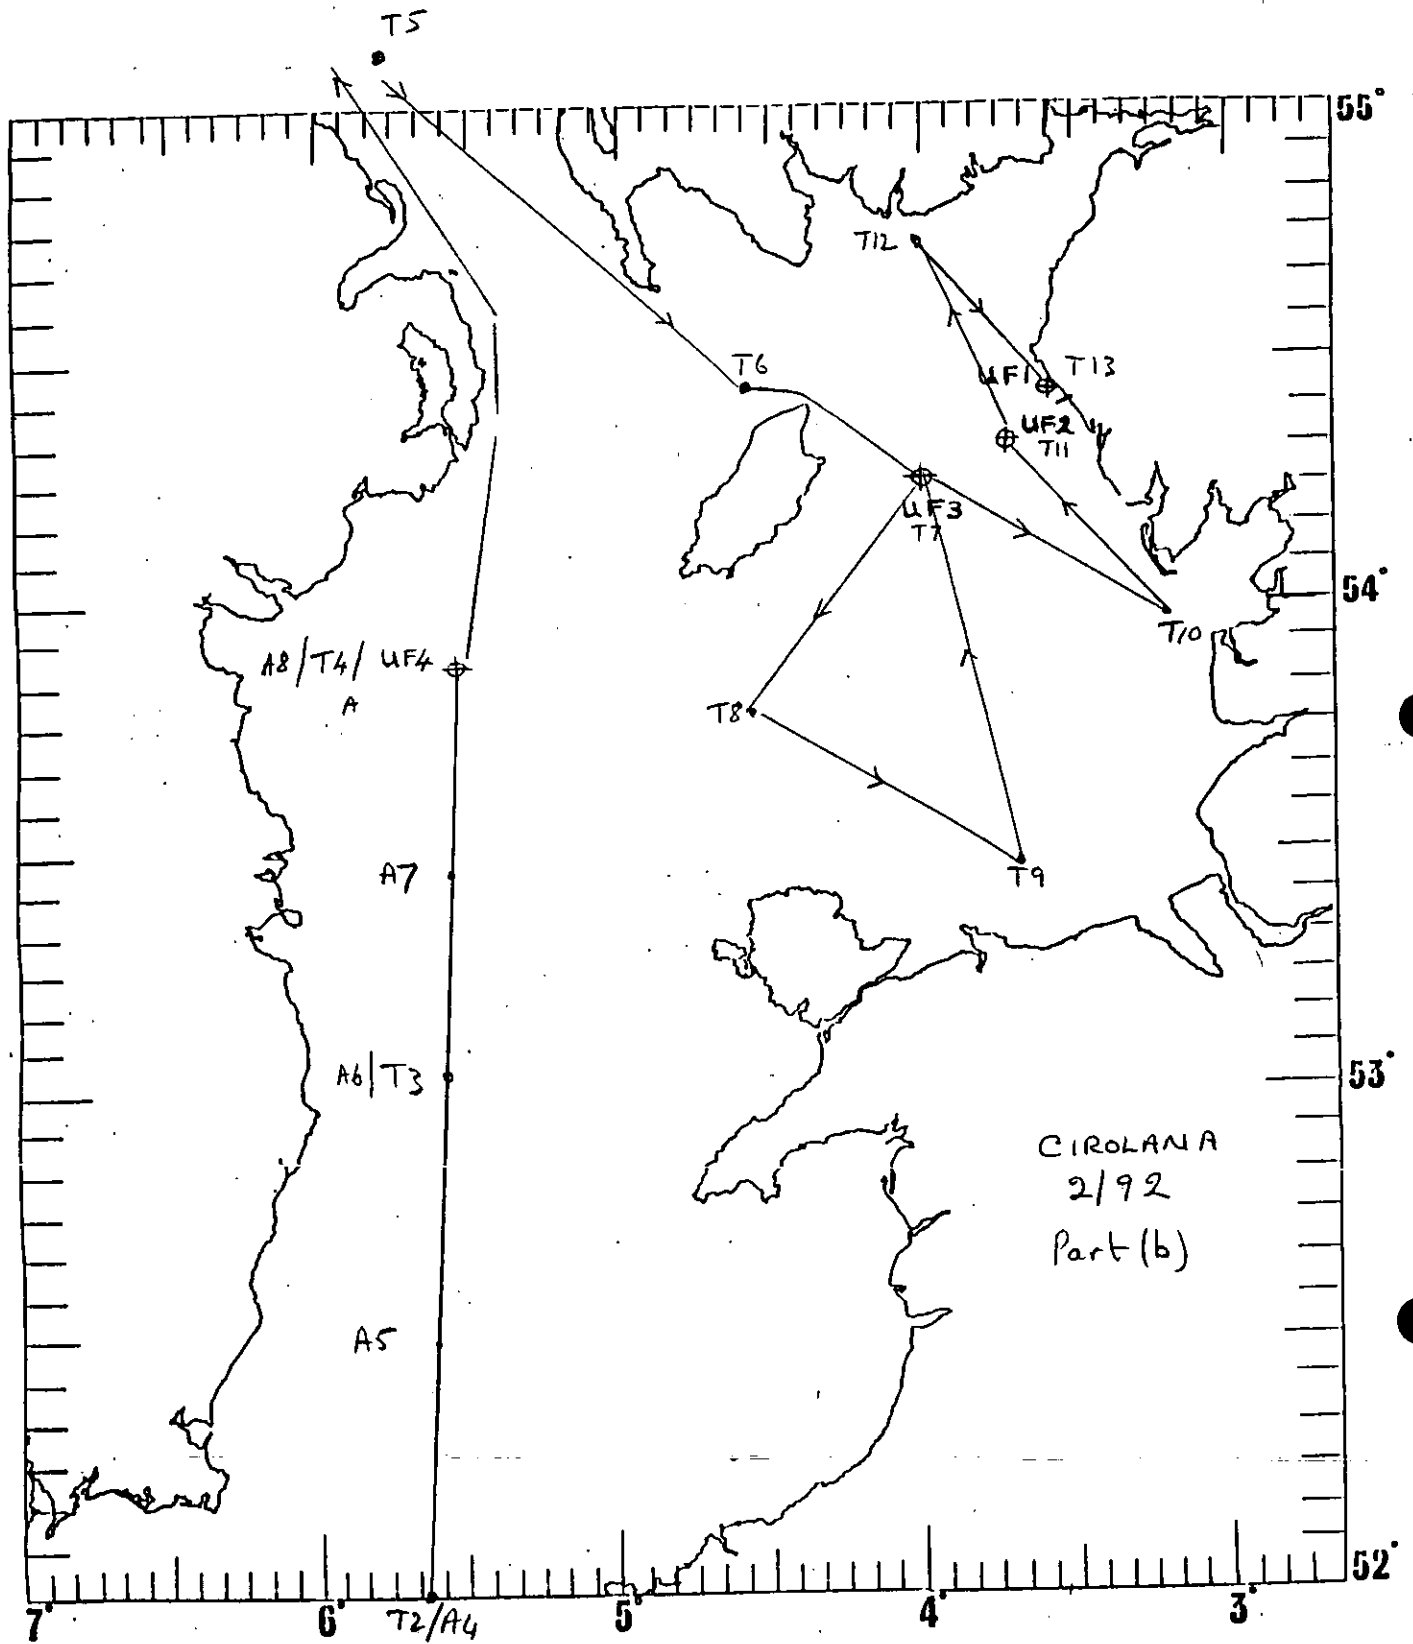 T5
55°
T12
T6
UF1 T13
UF2
T11
UF3
T7
54°
T10
A8/T4/ UF4
A
T8
A7
T9
A6/T3
53°
CIROLANA
2/92
Part (b)
A5
52°
7°
6°
T2/A4
5°
4°
3°